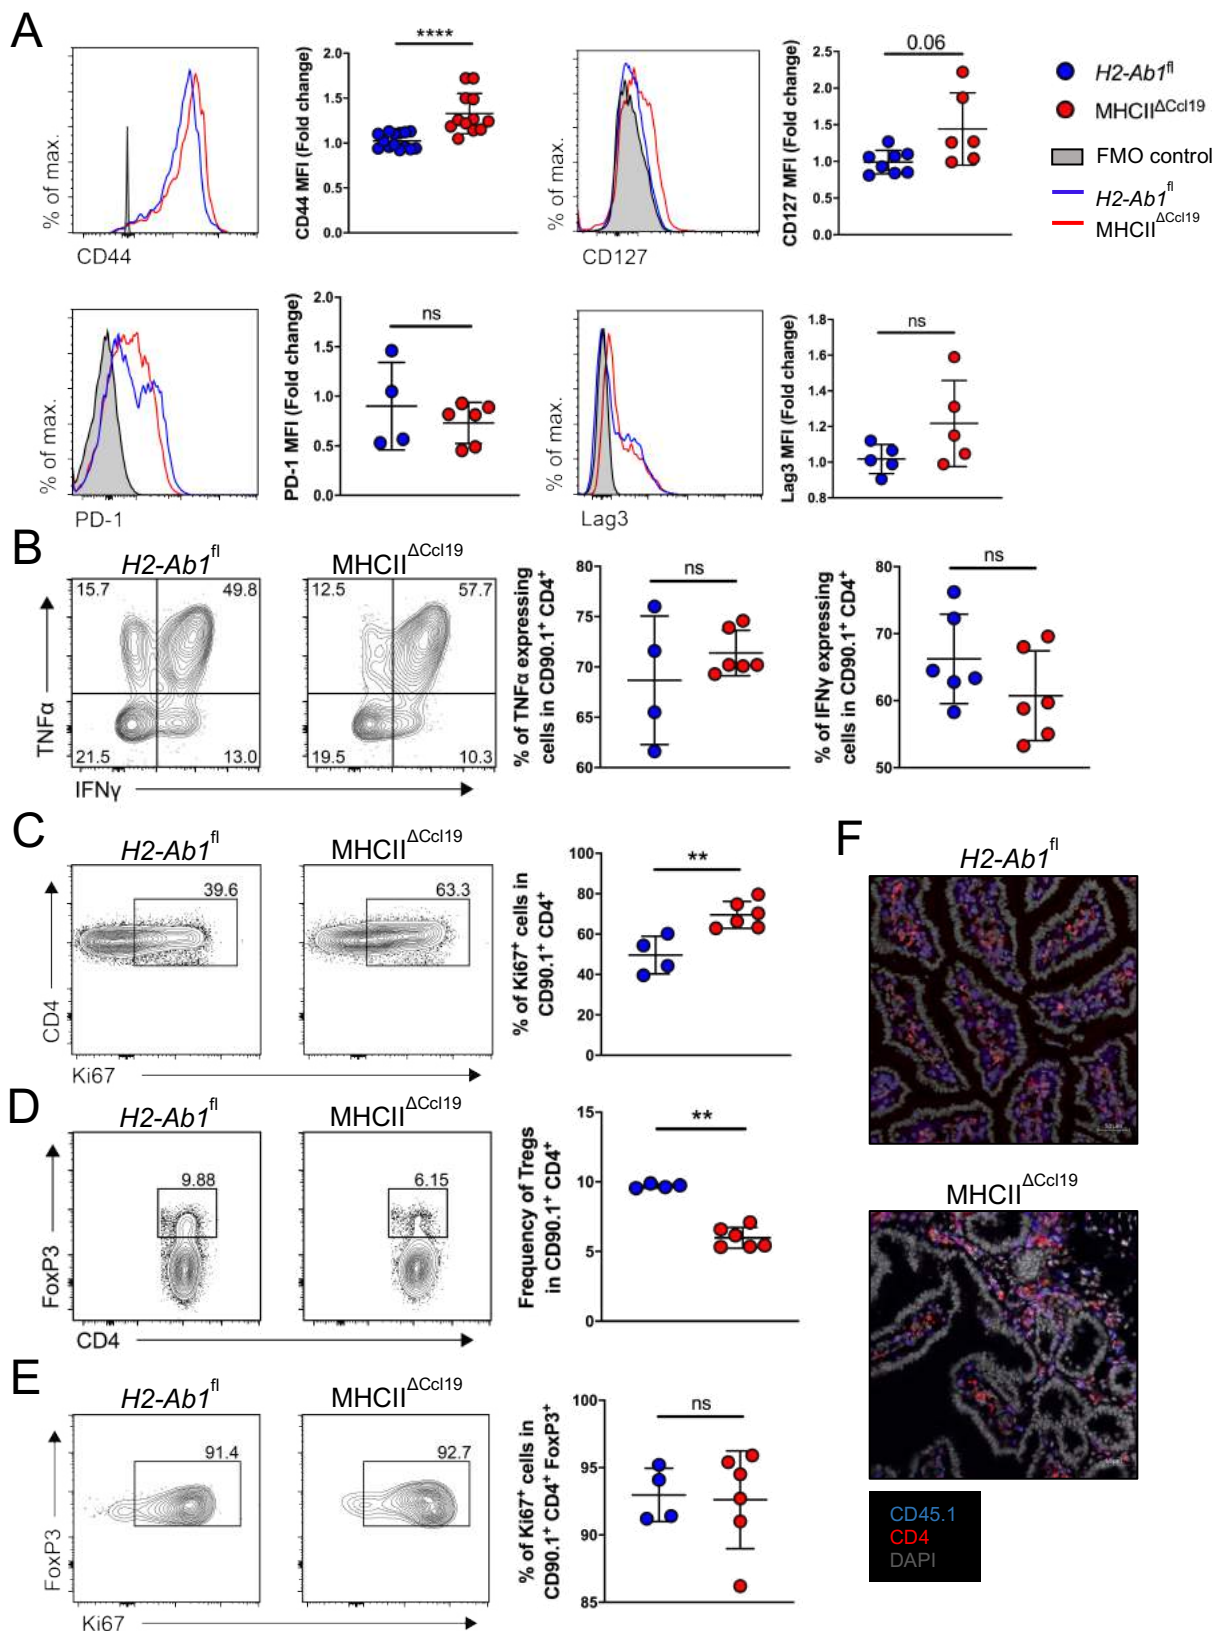 A
% of max.
CD44
CD44 MFI (Fold change)
2.0
1.5
1.0
0.5
0.0
****
% of max.
CD127
CD127 MFI (Fold change)
2.5
2.0
1.5
1.0
0.5
0.0
0.06
H2-Ab1fl
MHCIIΔCcl19
FMO control
H2-Ab1fl
MHCIIΔCcl19
% of max.
PD-1
PD-1 MFI (Fold change)
2.0
1.5
1.0
0.5
0.0
ns
% of max.
Lag3
Lag3 MFI (Fold change)
1.8
1.6
1.4
1.2
1.0
0.8
ns
B
H2-Ab1fl
MHCIIΔCcl19
15.7
49.8
21.5
13.0
12.5
57.7
19.5
10.3
TNFα
IFNγ
% of TNFα expressing
cells in CD90.1+ CD4+
80
75
70
65
60
ns
% of IFNγ expressing
cells in CD90.1+ CD4+
80
70
60
50
ns
C
H2-Ab1fl
MHCIIΔCcl19
39.6
63.3
CD4
Ki67
% of Ki67+ cells in
CD90.1+ CD4+
100
80
60
40
20
0
**
D
H2-Ab1fl
MHCIIΔCcl19
9.88
6.15
FoxP3
CD4
Frequency of Tregs
in CD90.1+ CD4+
15
10
5
0
**
E
H2-Ab1fl
MHCIIΔCcl19
91.4
92.7
FoxP3
Ki67
% of Ki67+ cells in
CD90.1+ CD4+ FoxP3+
100
95
90
85
ns
F
H2-Ab1fl
MHCIIΔCcl19
CD45.1
CD4
DAPI